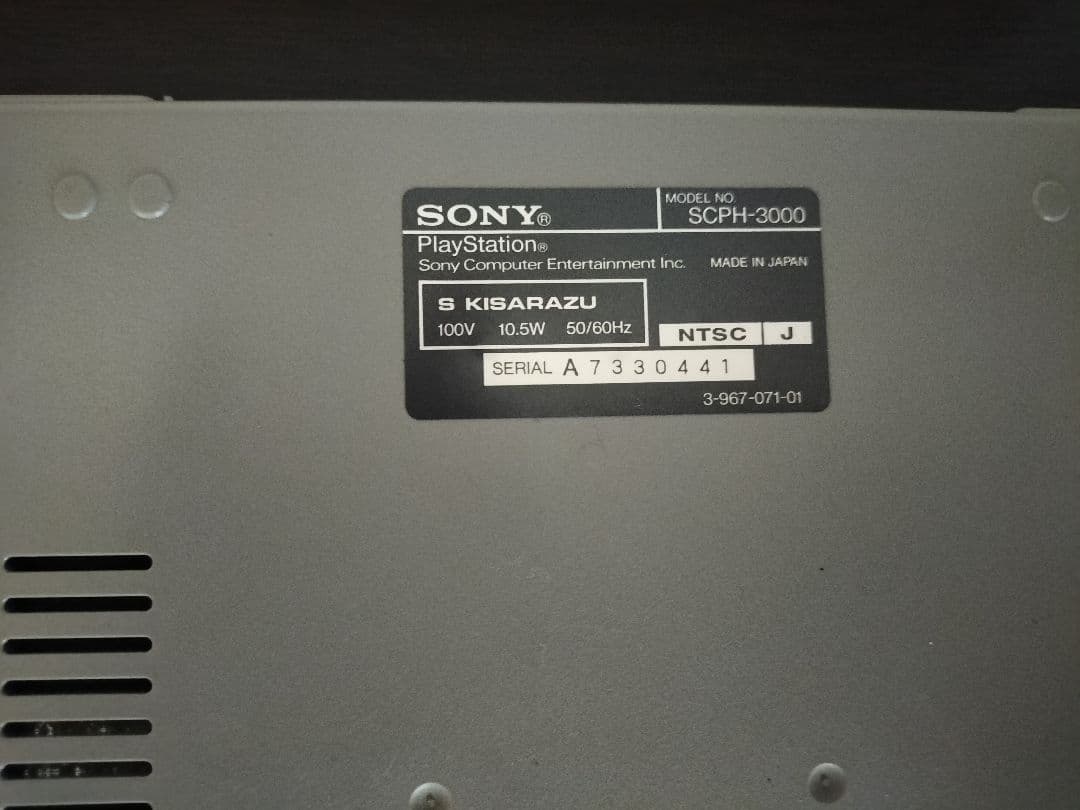 SONY®
MODEL NO.
SCPH-3000
PlayStation®
Sony Computer Entertainment Inc. MADE IN JAPAN
S KISARAZU
100V 10.5W 50/60Hz
NTSC J
SERIAL A 7 3 3 0 4 4 1
3-967-071-01